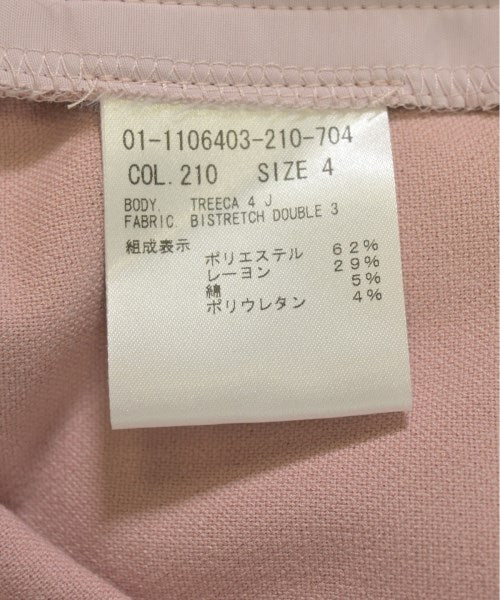 01-1106403-210-704
COL.210 SIZE 4
BODY. TREECA 4 J
FABRIC. BISTRETCH DOUBLE 3
組成表示
ポリエステル 62%
レーヨン 29%
綿 5%
ポリウレタン 4%